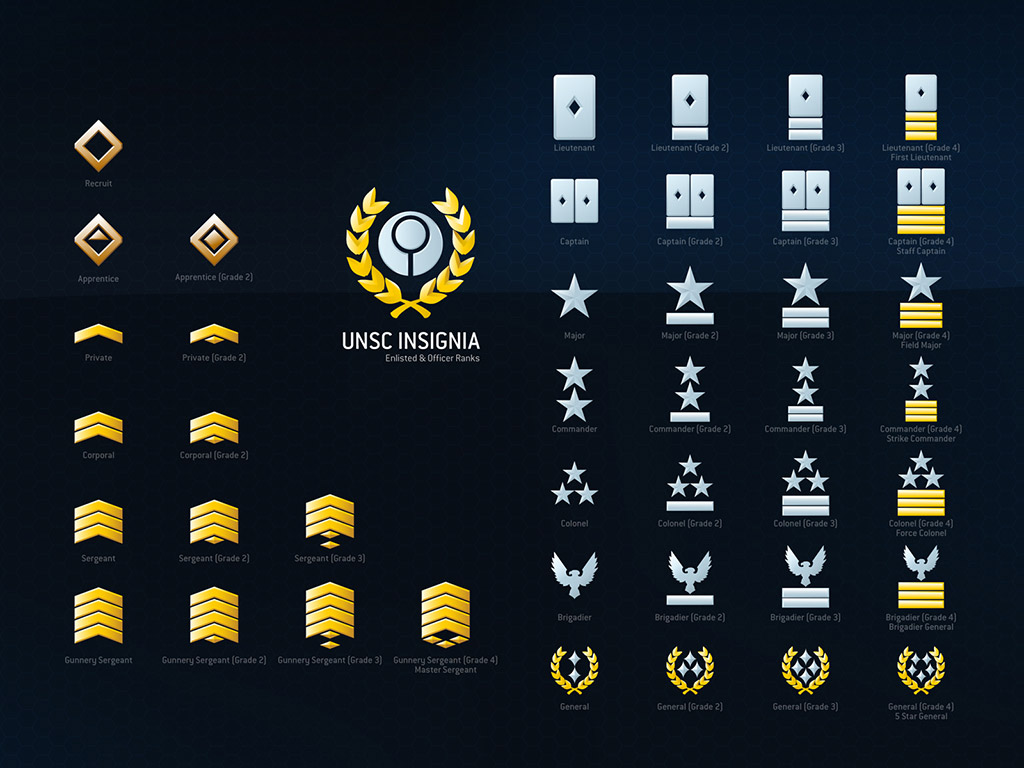 Recruit
Apprentice
Apprentice (Grade 2)
Private
Private (Grade 2)
Corporal
Corporal (Grade 2)
Sergeant
Sergeant (Grade 2)
Sergeant (Grade 3)
Gunnery Sergeant
Gunnery Sergeant (Grade 2)
Gunnery Sergeant (Grade 3)
Gunnery Sergeant (Grade 4)
Master Sergeant
UNSC INSIGNIA
Enlisted & Officer Ranks
Lieutenant
Lieutenant (Grade 2)
Lieutenant (Grade 3)
Lieutenant (Grade 4)
First Lieutenant
Captain
Captain (Grade 2)
Captain (Grade 3)
Captain (Grade 4)
Staff Captain
Major
Major (Grade 2)
Major (Grade 3)
Major (Grade 4)
Field Major
Commander
Commander (Grade 2)
Commander (Grade 3)
Commander (Grade 4)
Strike Commander
Colonel
Colonel (Grade 2)
Colonel (Grade 3)
Colonel (Grade 4)
Force Colonel
Brigadier
Brigadier (Grade 2)
Brigadier (Grade 3)
Brigadier (Grade 4)
Brigadier General
General
General (Grade 2)
General (Grade 3)
General (Grade 4)
5 Star General